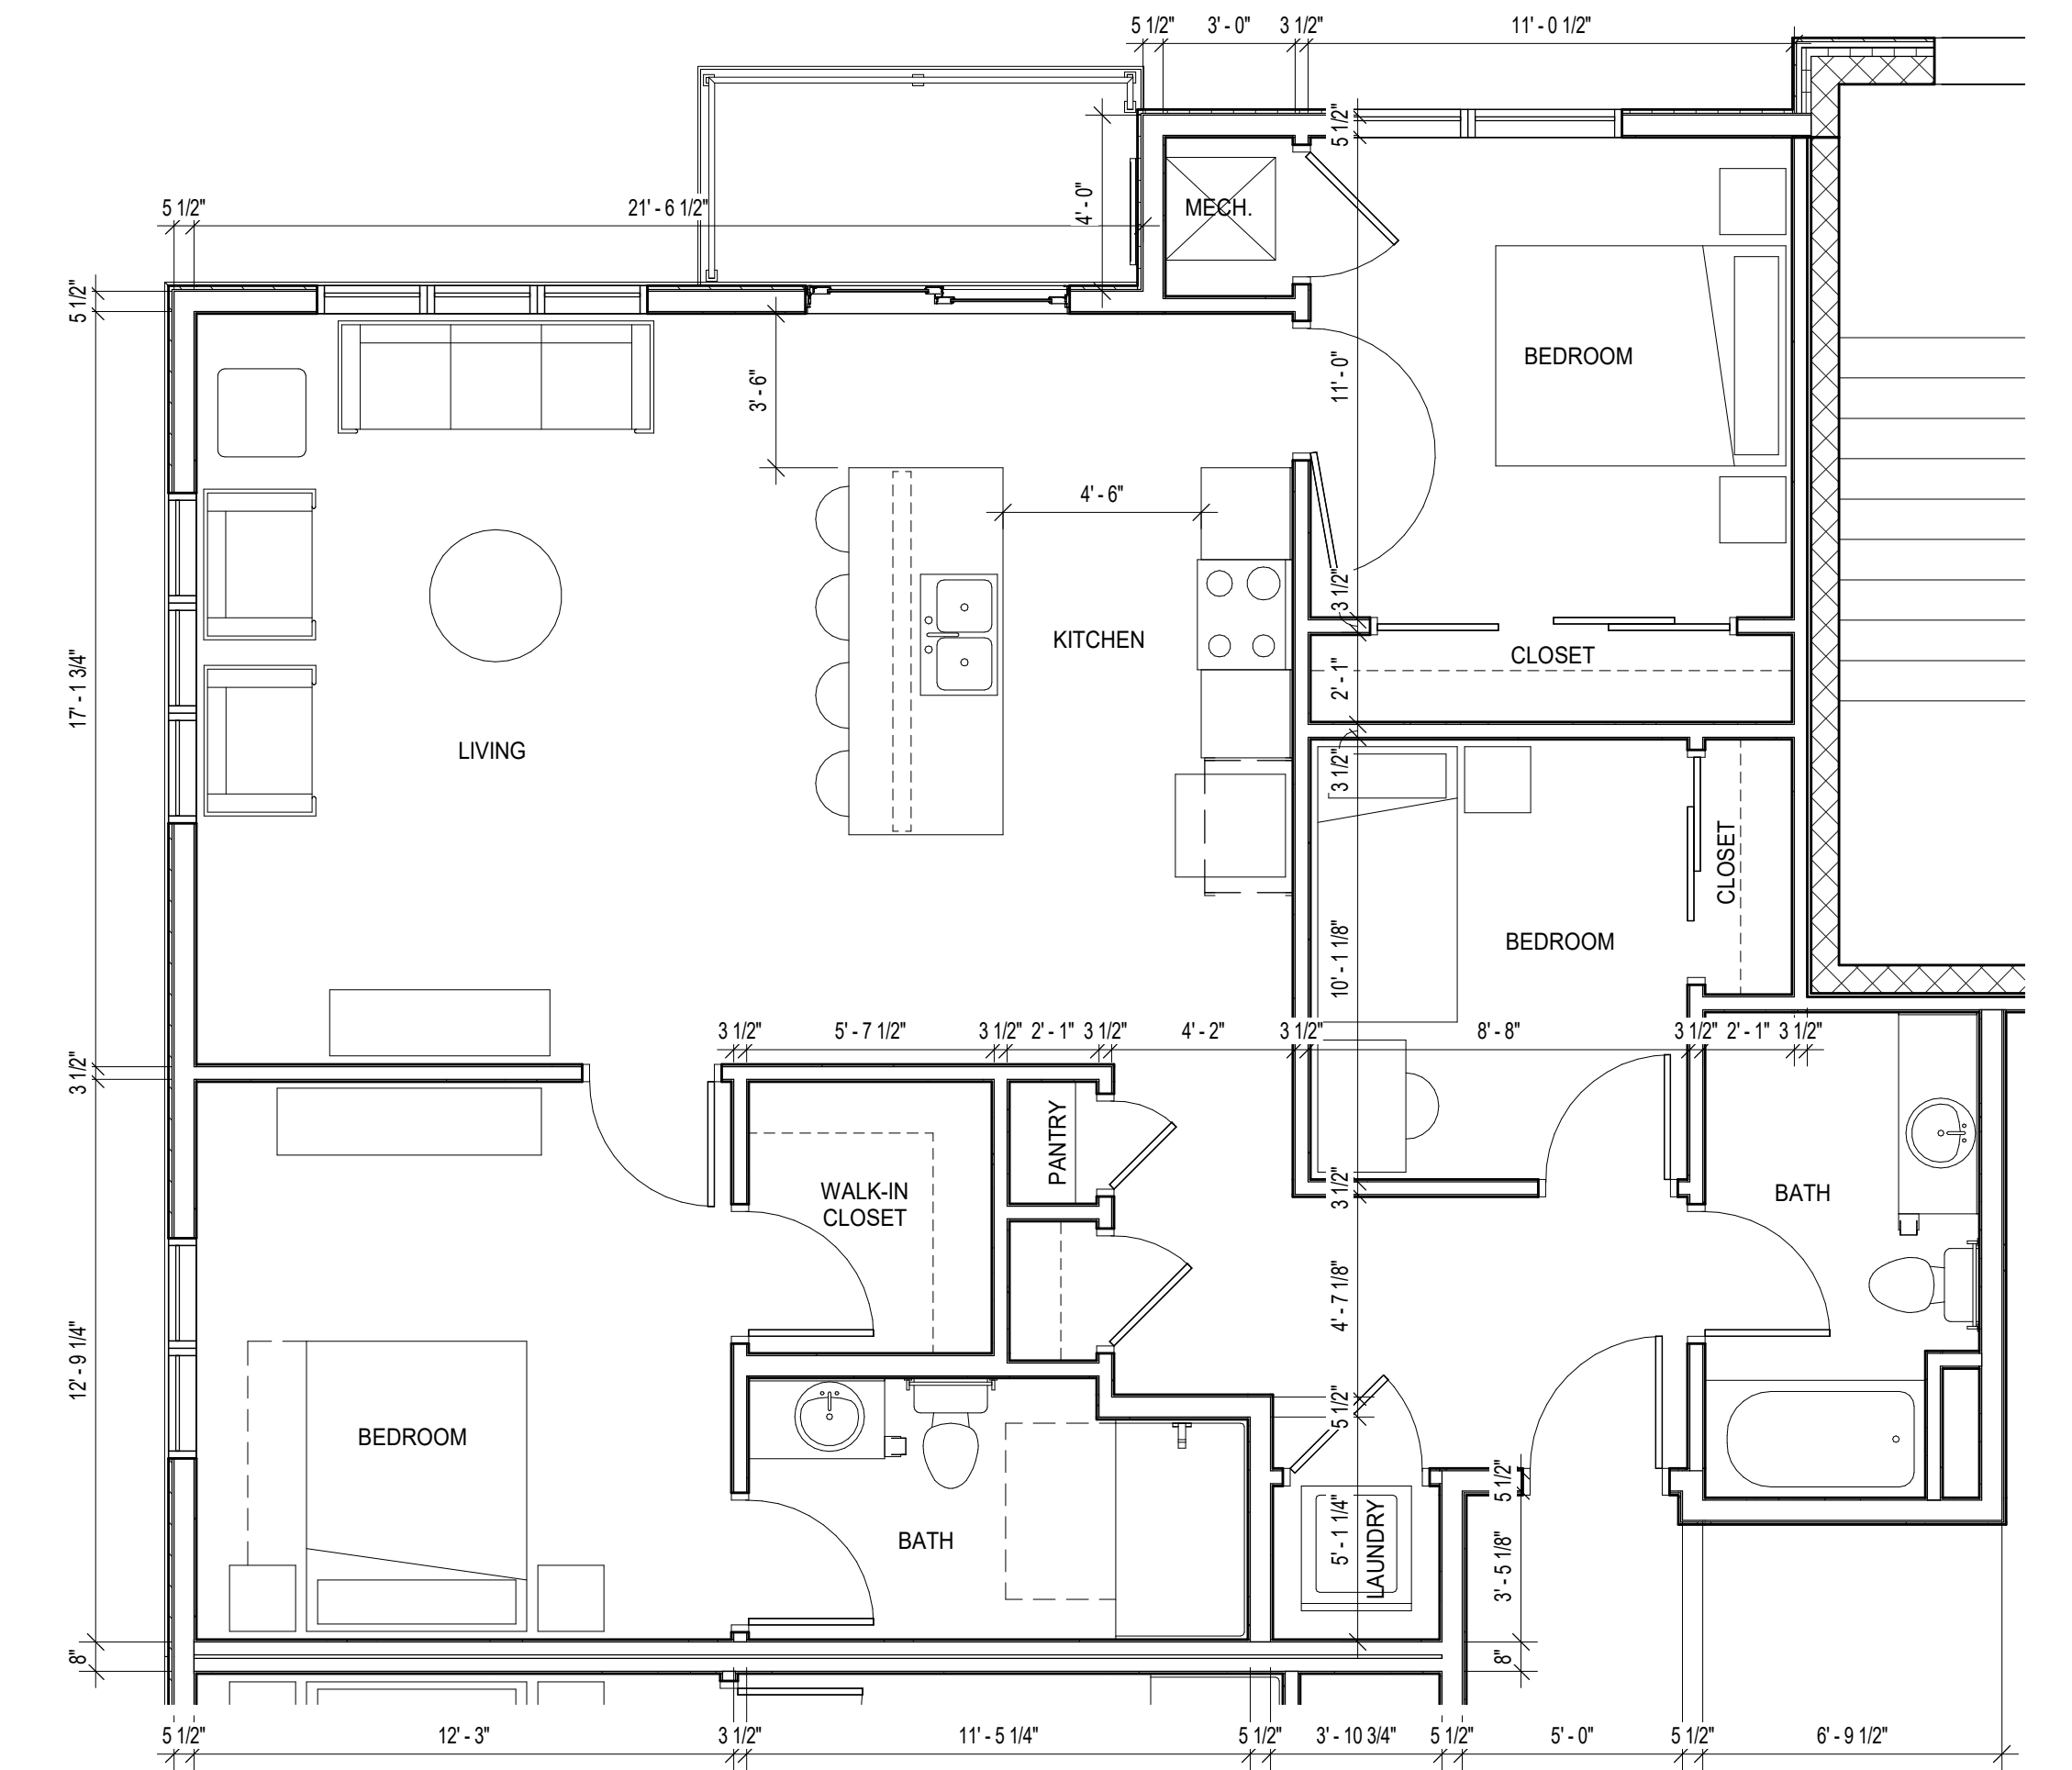 5 1/2" 3' - 0" 3 1/2" 11' - 0 1/2"
5 1/2"
5 1/2" 21' - 6 1/2" 4' - 0" MECH.
5 1/2"
BEDROOM
11' - 0"
3' - 6"
4' - 6"
3 1/2"
KITCHEN
CLOSET
2' - 1"
17' - 1 3/4"
LIVING
3 1/2"
CLOSET
BEDROOM
10' - 1 1/8"
3 1/2" 5' - 7 1/2" 3 1/2" 2' - 1" 3 1/2" 4' - 2" 3 1/2" 8' - 8" 3 1/2" 2' - 1" 3 1/2"
3 1/2"
PANTRY
WALK-IN
CLOSET
3 1/2"
BATH
4' - 7 1/8"
12' - 9 1/4"
5 1/2"
BEDROOM
5 1/2"
BATH
5' - 1 1/4"
LAUNDRY
3' - 5 1/8"
8"
8"
5 1/2" 12' - 3" 3 1/2" 11' - 5 1/4" 5 1/2" 3' - 10 3/4" 5 1/2" 5' - 0" 5 1/2" 6' - 9 1/2"